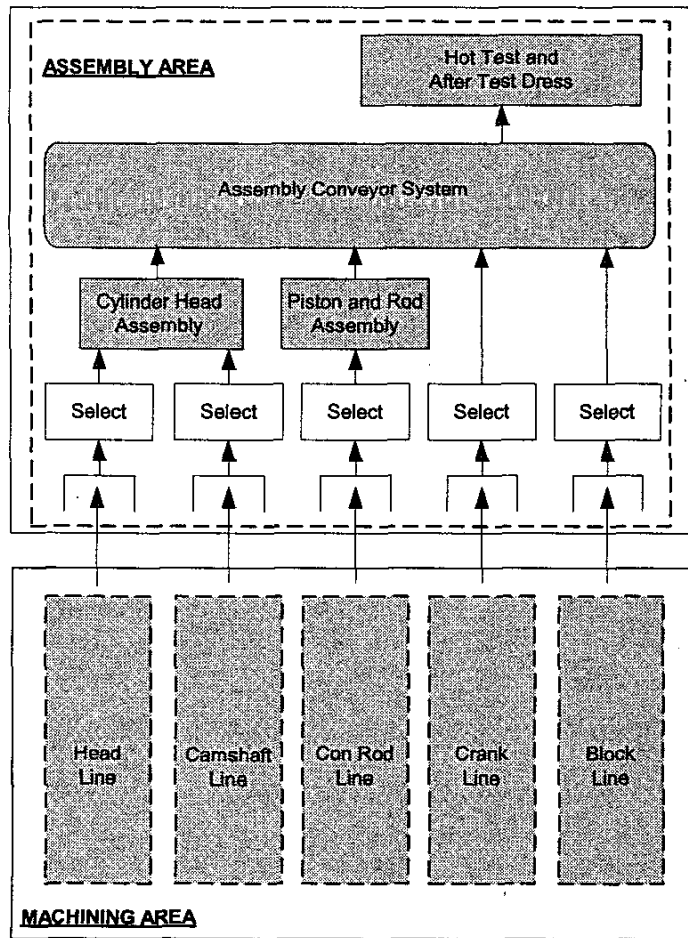 ASSEMBLY AREA
Hot Test and
After Test Dress
Assembly Conveyor System
Cylinder Head
Assembly
Piston and Rod
Assembly
Select
Select
Select
Select
Select
Head
Line
Camshaft
Line
Con Rod
Line
Crank
Line
Block
Line
MACHINING AREA